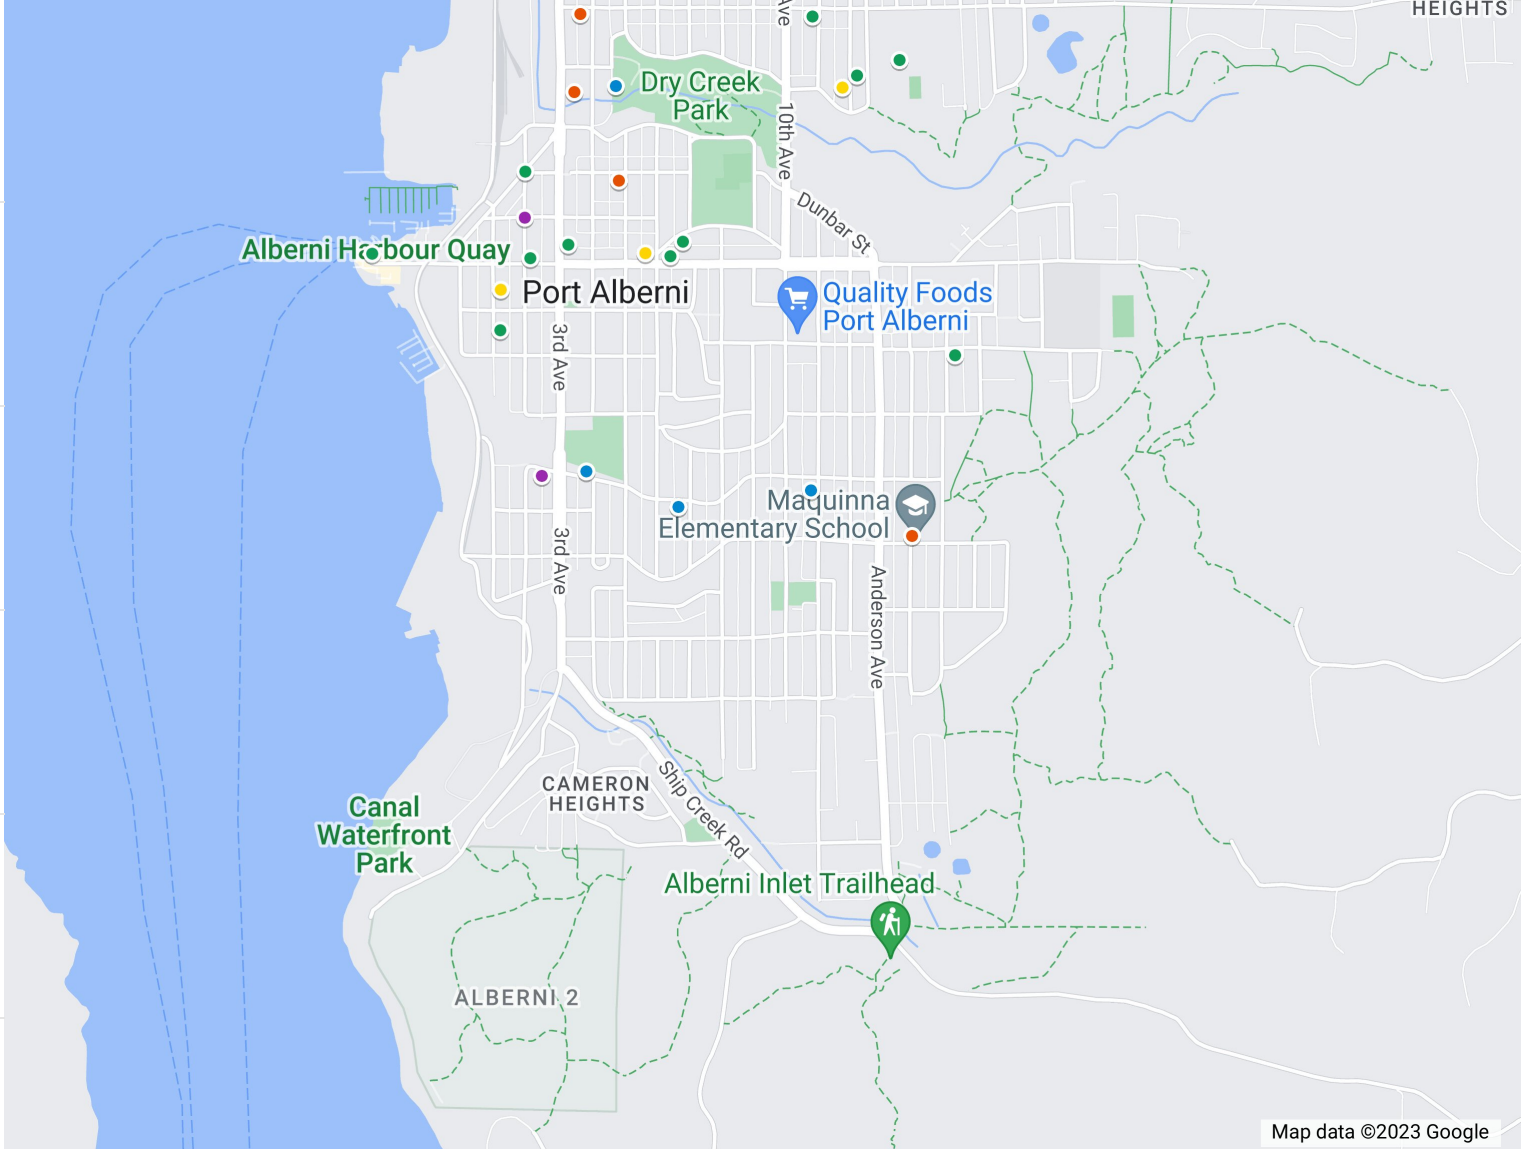 HEIGHTS
Ave
Dry Creek
Park
10th Ave
Dunbar St
Alberni Harbour Quay
Port Alberni
Quality Foods
Port Alberni
3rd Ave
Maquinna
Elementary School
3rd Ave
Anderson Ave
CAMERON
HEIGHTS
Ship Creek Rd
Canal
Waterfront
Park
Alberni Inlet Trailhead
ALBERNI 2
Map data ©2023 Google